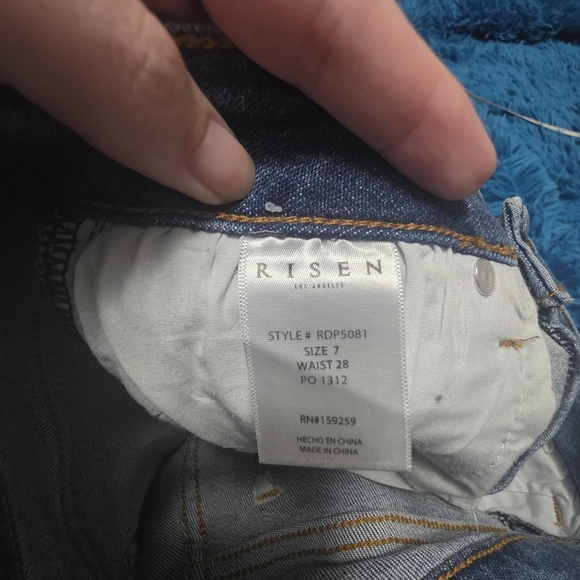 RISEN
LOS ANGELES
STYLE # RDP5081
SIZE 7
WAIST 28
PO 1312
RN#159259
HECHO EN CHINA
MADE IN CHINA